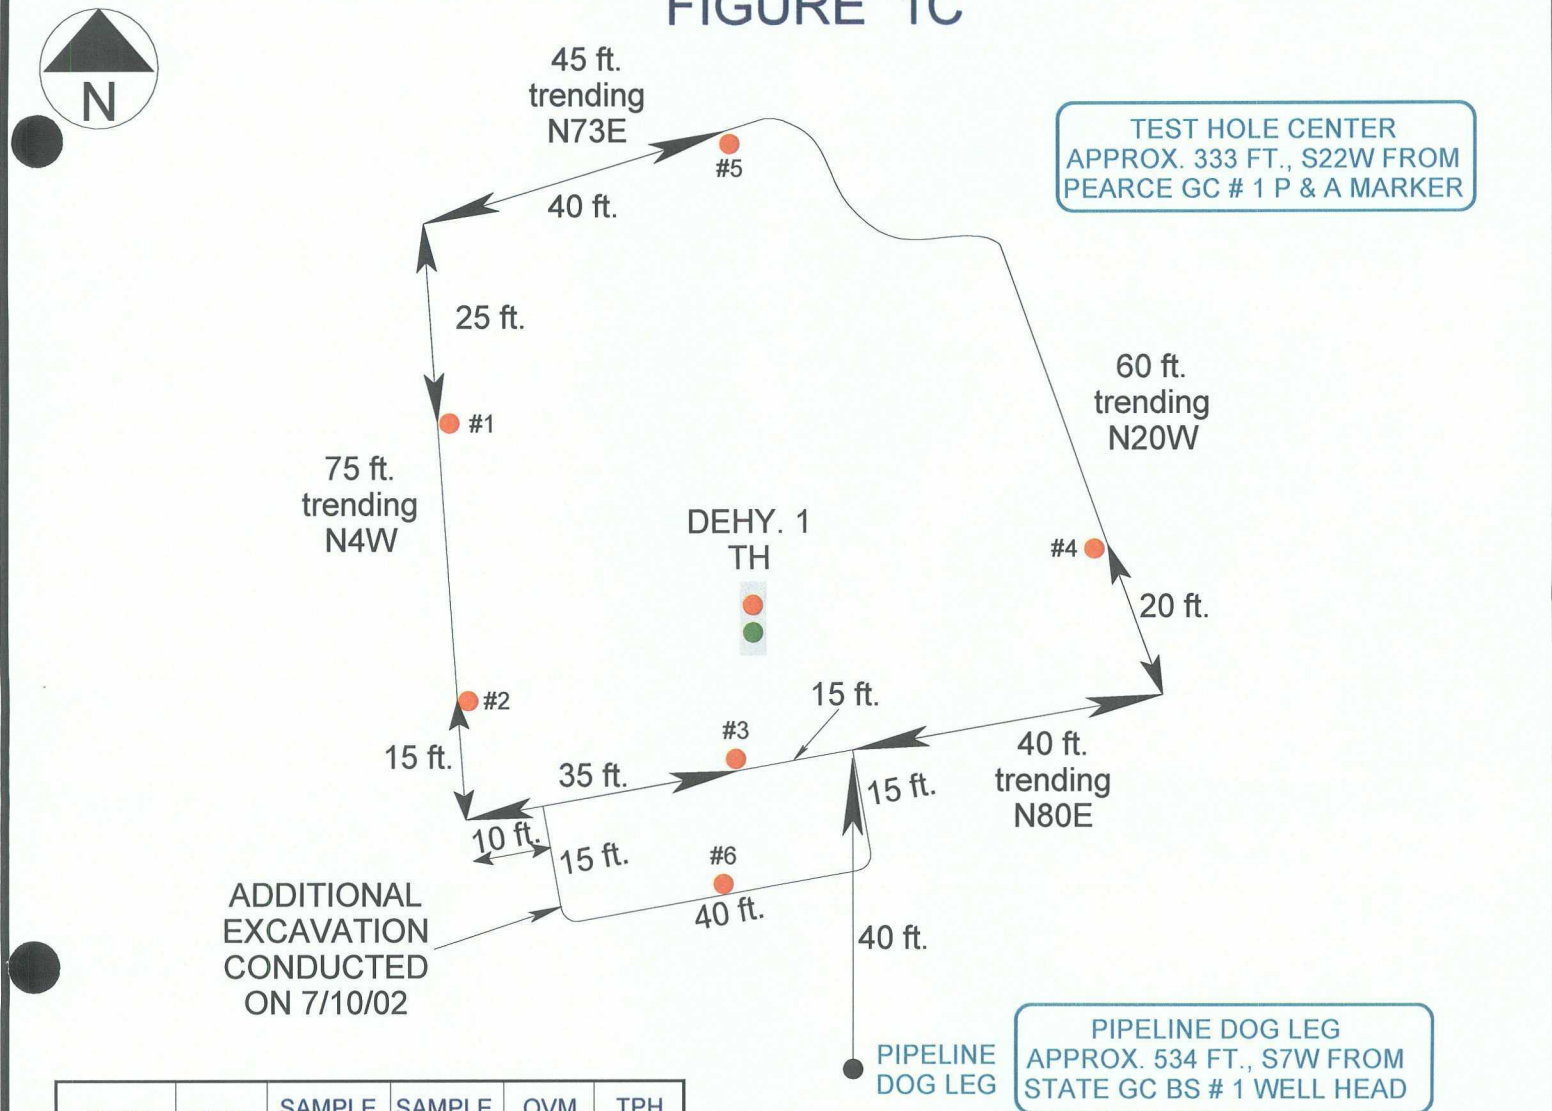 FIGURE 1C
N
45 ft.
trending
N73E
40 ft.
#5
TEST HOLE CENTER
APPROX. 333 FT., S22W FROM
PEARCE GC # 1 P & A MARKER
25 ft.
#1
60 ft.
trending
N20W
75 ft.
trending
N4W
DEHY. 1
TH
#4
20 ft.
#2
15 ft.
#3
15 ft.
35 ft.
40 ft.
trending
N80E
15 ft.
10 ft.
15 ft.
#6
40 ft.
ADDITIONAL
EXCAVATION
CONDUCTED
ON 7/10/02
40 ft.
PIPELINE
DOG LEG
PIPELINE DOG LEG
APPROX. 534 FT., S7W FROM
STATE GC BS # 1 WELL HEAD
SAMPLE SAMPLE OVM TPH